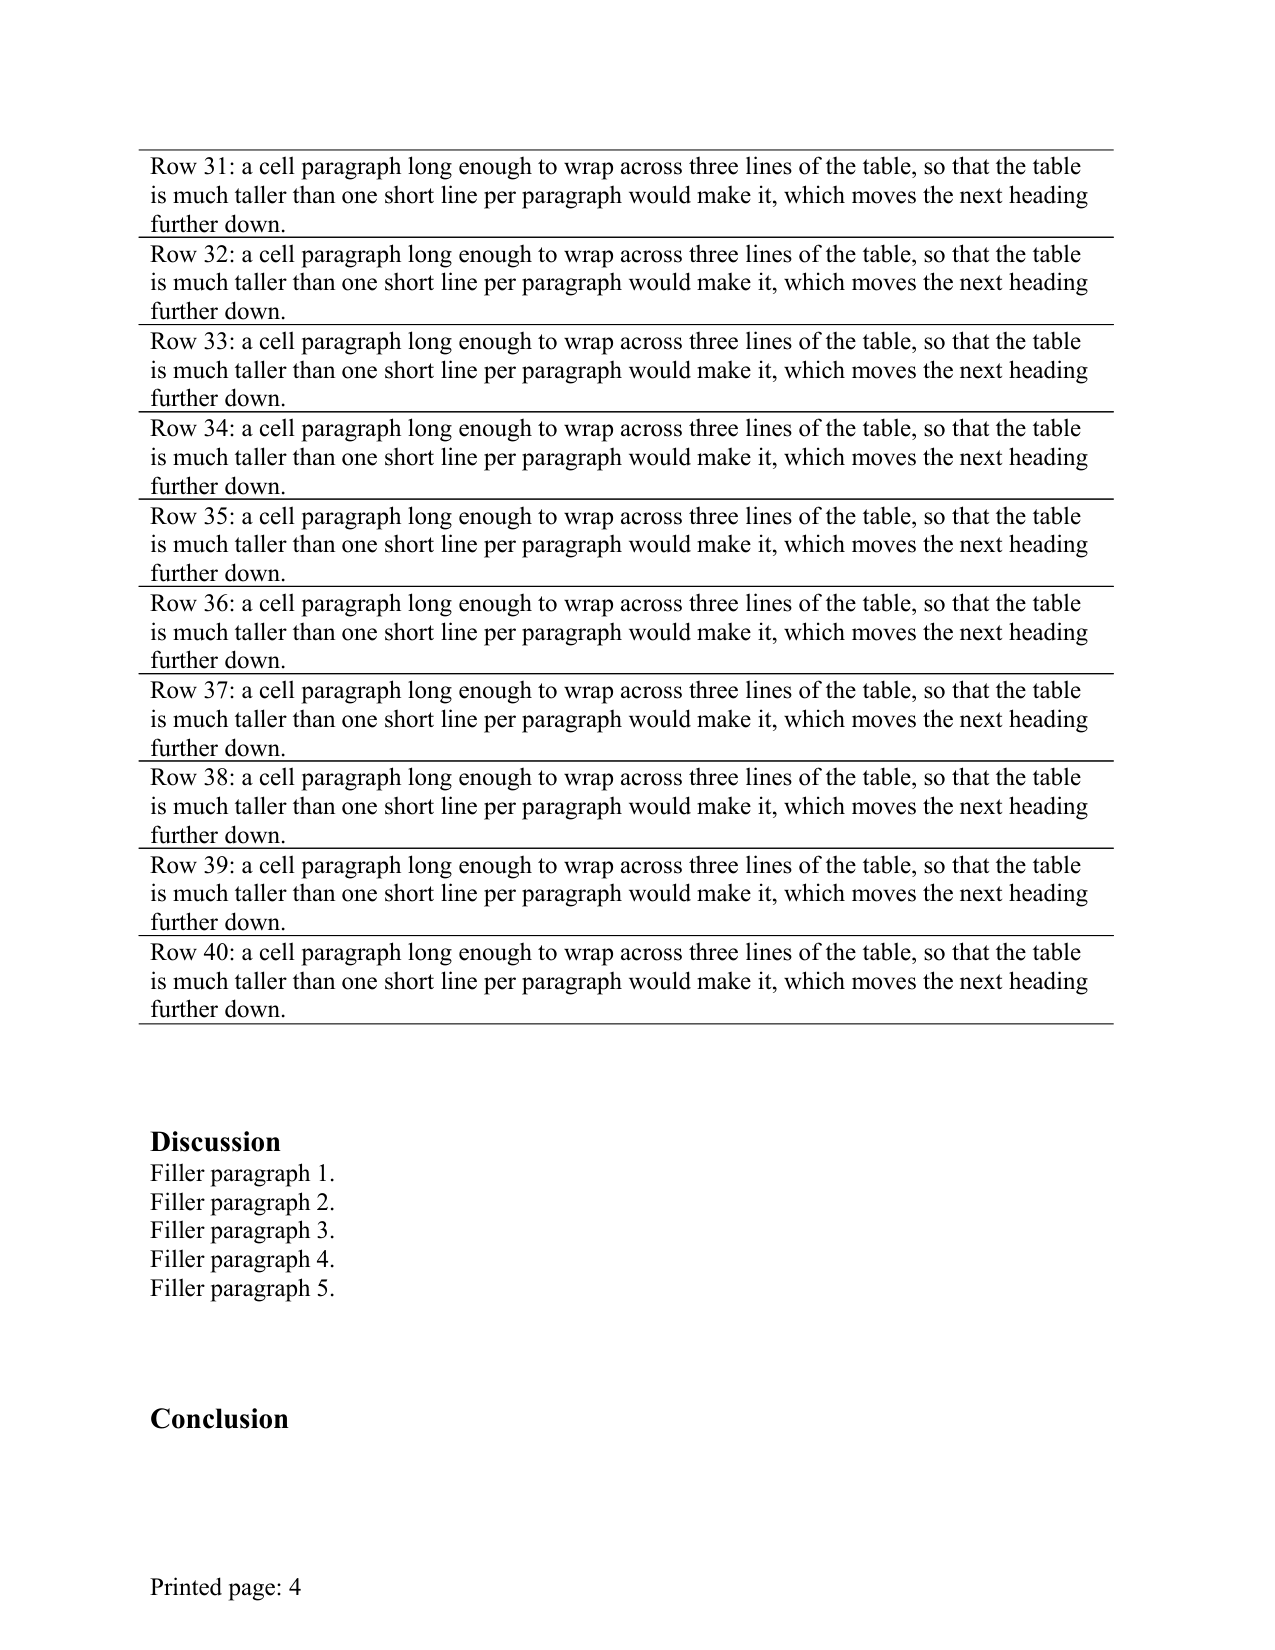 Row 31: a cell paragraph long enough to wrap across three lines of the table, so that the table
is much taller than one short line per paragraph would make it, which moves the next heading
further down.
Row 32: a cell paragraph long enough to wrap across three lines of the table, so that the table
is much taller than one short line per paragraph would make it, which moves the next heading
further down.
Row 33: a cell paragraph long enough to wrap across three lines of the table, so that the table
is much taller than one short line per paragraph would make it, which moves the next heading
further down.
Row 34: a cell paragraph long enough to wrap across three lines of the table, so that the table
is much taller than one short line per paragraph would make it, which moves the next heading
further down.
Row 35: a cell paragraph long enough to wrap across three lines of the table, so that the table
is much taller than one short line per paragraph would make it, which moves the next heading
further down.
Row 36: a cell paragraph long enough to wrap across three lines of the table, so that the table
is much taller than one short line per paragraph would make it, which moves the next heading
further down.
Row 37: a cell paragraph long enough to wrap across three lines of the table, so that the table
is much taller than one short line per paragraph would make it, which moves the next heading
further down.
Row 38: a cell paragraph long enough to wrap across three lines of the table, so that the table
is much taller than one short line per paragraph would make it, which moves the next heading
further down.
Row 39: a cell paragraph long enough to wrap across three lines of the table, so that the table
is much taller than one short line per paragraph would make it, which moves the next heading
further down.
Row 40: a cell paragraph long enough to wrap across three lines of the table, so that the table
is much taller than one short line per paragraph would make it, which moves the next heading
further down.
Discussion
Filler paragraph 1.
Filler paragraph 2.
Filler paragraph 3.
Filler paragraph 4.
Filler paragraph 5.
Conclusion
Printed page: 4